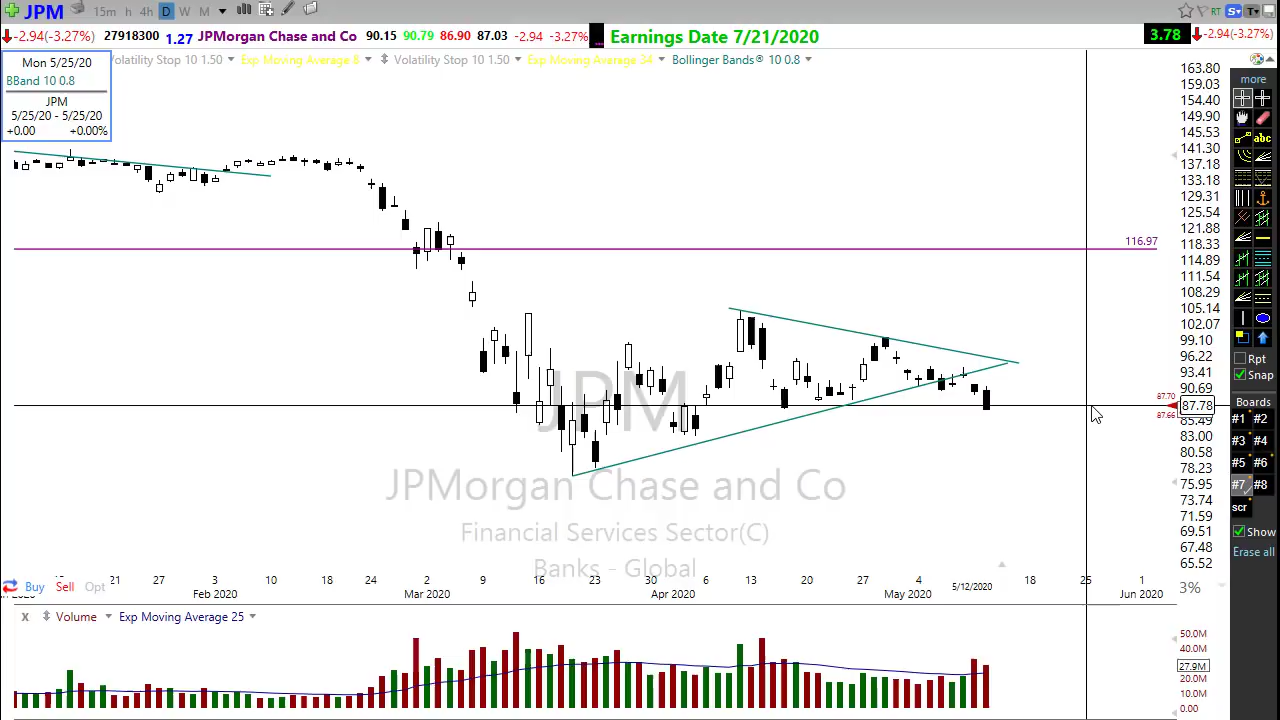 JPM 15m h 4h D W M RT S T
-2.94(-3.27%) 27918300 1.27 JPMorgan Chase and Co 90.15 90.79 86.90 87.03 -2.94 -3.27% Earnings Date 7/21/2020 3.78 -2.94(-3.27%)
Mon 5/25/20
BBand 10 0.8
JPM
5/25/20 - 5/25/20
+0.00 +0.00%
Volatility Stop 10 1.50 Exp Moving Average 8 Volatility Stop 10 1.50 Exp Moving Average 34 Bollinger Bands® 10 0.8
163.80
159.03
154.40
149.90
145.53
141.30
137.18
133.18
129.31
125.54
121.88
118.33
114.89
111.54
108.29
105.14
102.07
99.10
96.22
93.41
90.69
87.78
85.49
83.00
80.58
78.23
75.95
73.74
71.59
69.51
67.48
65.52
116.97
87.70
87.66
more
abc
Rpt
Snap
Boards
#1 #2
#3 #4
#5 #6
#7 #8
scr
Show
Erase all
JPM
JPMorgan Chase and Co
Financial Services Sector(C)
Banks - Global
21 27 3 10 18 24 2 9 16 23 30 6 13 20 27 4 5/12/2020 18 25 1
Feb 2020 Mar 2020 Apr 2020 May 2020 Jun 2020
Buy Sell Opt
3%
x Volume Exp Moving Average 25
50.0M
27.9M
20.0M
10.0M
0.00